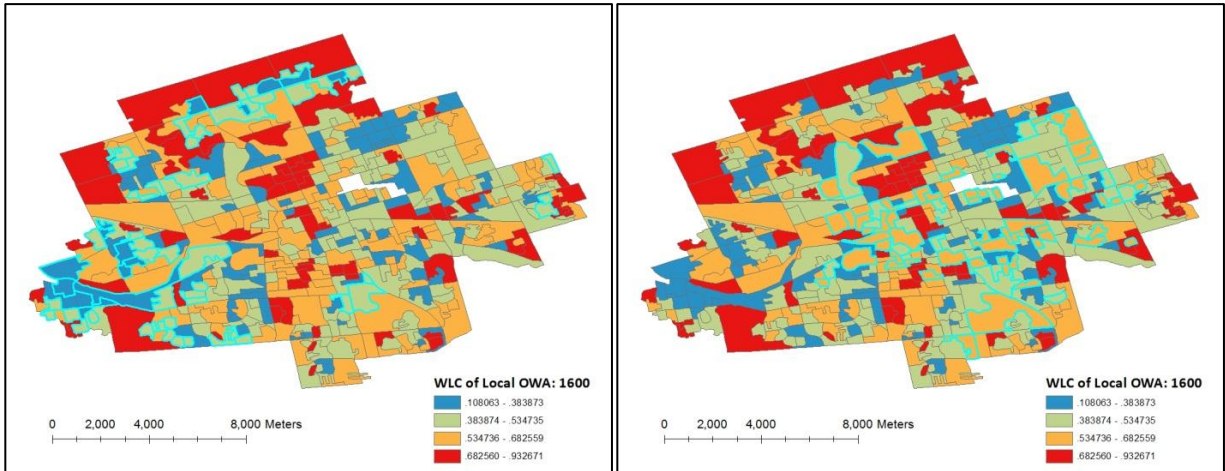 WLC of Local OWA: 1600
.108063 - .383873
.383874 - .534735
.534736 - .682559
.682560 - .932671
0 2,000 4,000 8,000 Meters
WLC of Local OWA: 1600
.108063 - .383873
.383874 - .534735
.534736 - .682559
.682560 - .932671
0 2,000 4,000 8,000 Meters